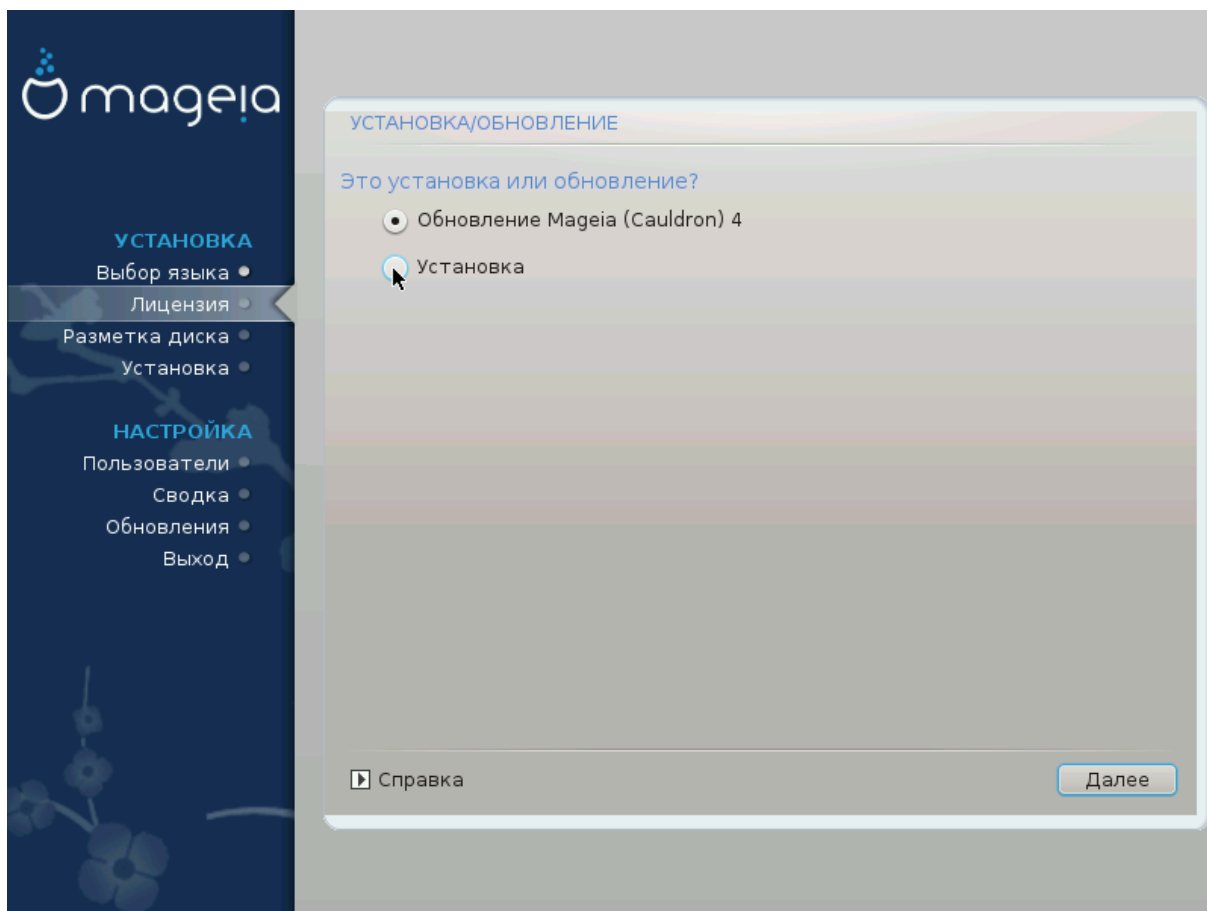 mageia
УСТАНОВКА
Выбор языка
Лицензия
Разметка диска
Установка
НАСТРОЙКА
Пользователи
Сводка
Обновления
Выход
УСТАНОВКА/ОБНОВЛЕНИЕ
Это установка или обновление?
Обновление Mageia (Cauldron) 4
Установка
Справка
Далее